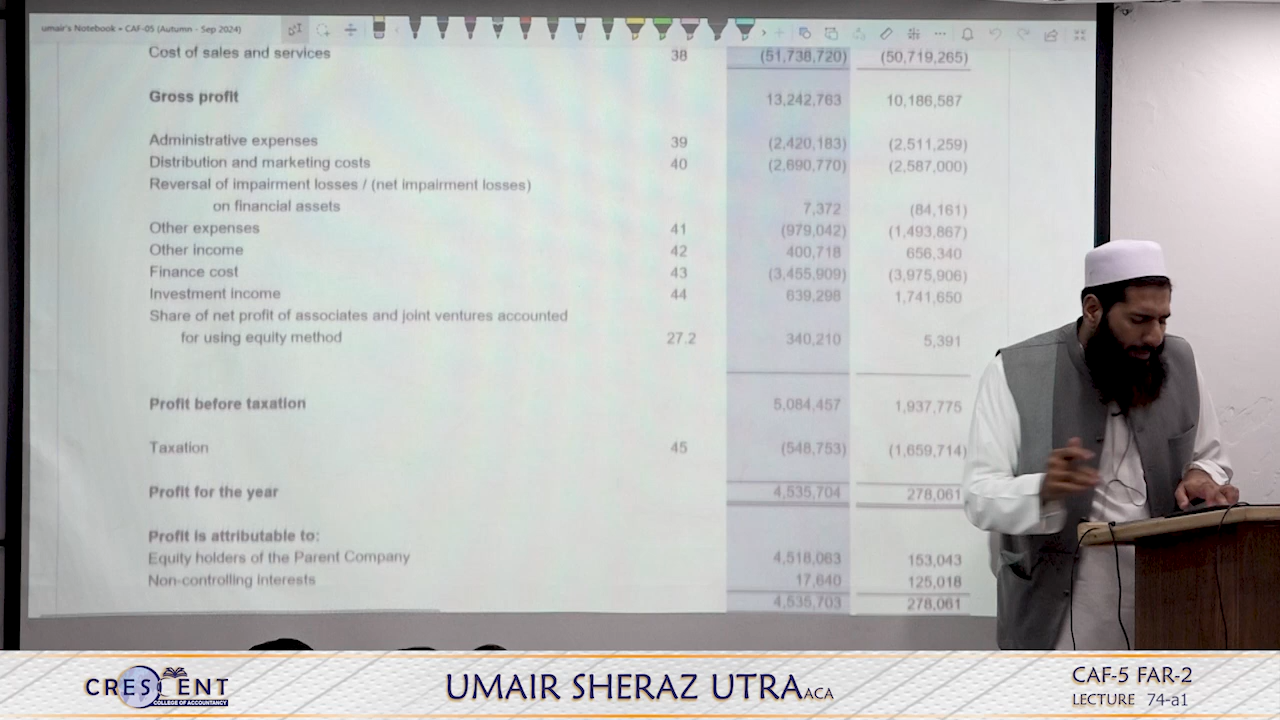 umair's Notebook • CAF-05 (Autumn - Sep 2024)
Cost of sales and services 38 (51,738,720) (50,719,265)
Gross profit 13,242,763 10,186,587
Administrative expenses 39 (2,420,183) (2,511,259)
Distribution and marketing costs 40 (2,690,770) (2,587,000)
Reversal of impairment losses / (net impairment losses)
on financial assets 7,372 (84,161)
Other expenses 41 (979,042) (1,493,867)
Other income 42 400,718 656,340
Finance cost 43 (3,455,909) (3,975,906)
Investment income 44 639,298 1,741,650
Share of net profit of associates and joint ventures accounted
for using equity method 27.2 340,210 5,391
Profit before taxation 5,084,457 1,937,775
Taxation 45 (548,753) (1,659,714)
Profit for the year 4,535,704 278,061
Profit is attributable to:
Equity holders of the Parent Company 4,518,063 153,043
Non-controlling interests 17,640 125,018
4,535,703 278,061
CRESCENT
COLLEGE OF ACCOUNTANCY
UMAIR SHERAZ UTRA ACA
CAF-5 FAR-2
LECTURE 74-a1